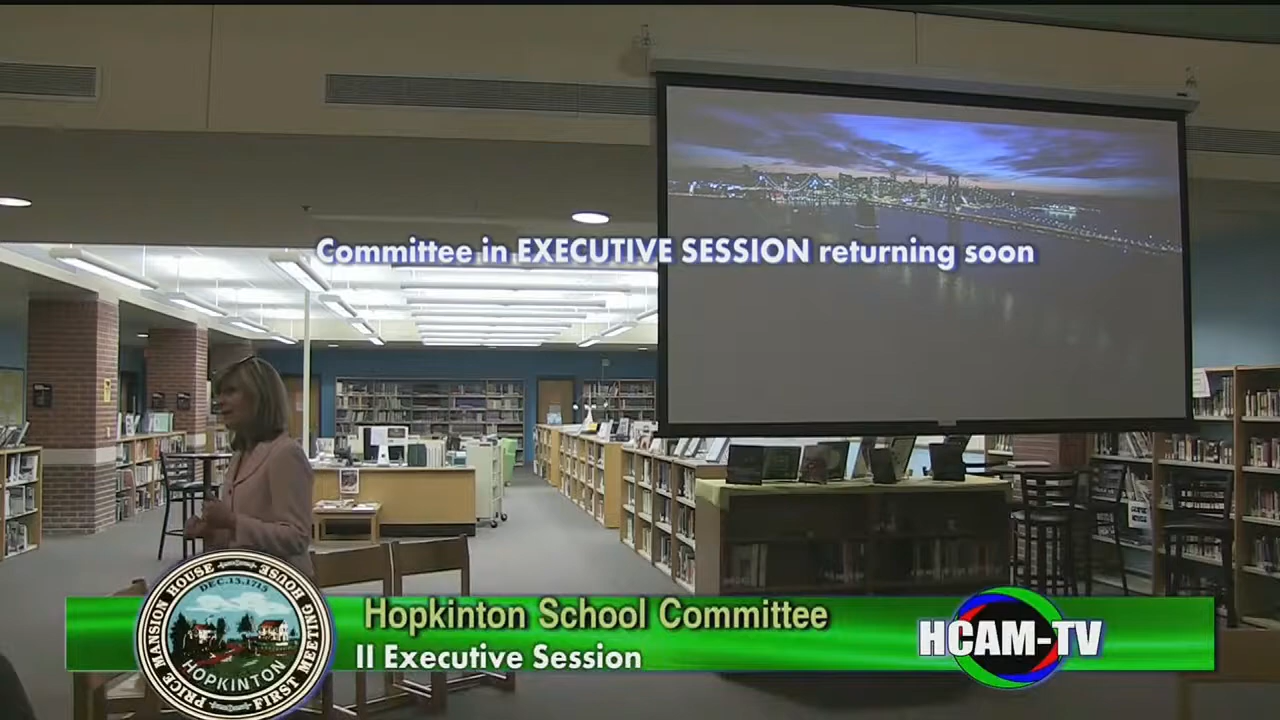 Committee in EXECUTIVE SESSION returning soon
Hopkinton School Committee
II Executive Session
HCAM-TV
PRICE MANSION HOUSE
FIRST MEETING HOUSE
DEC.13.1715
HOPKINTON